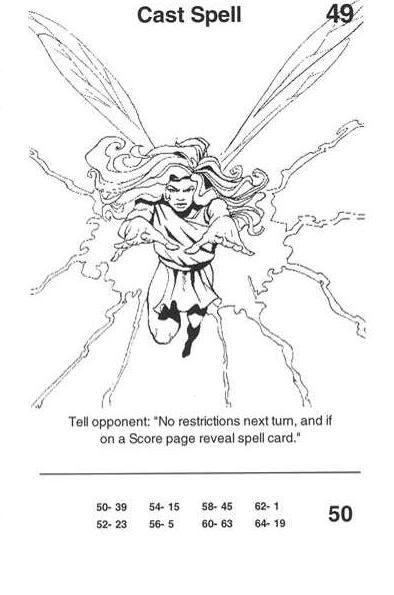 Cast Spell 49
Tell opponent: "No restrictions next turn, and if
on a Score page reveal spell card."
50- 39 54- 15 58- 45 62- 1
52- 23 56- 5 60- 63 64- 19
50